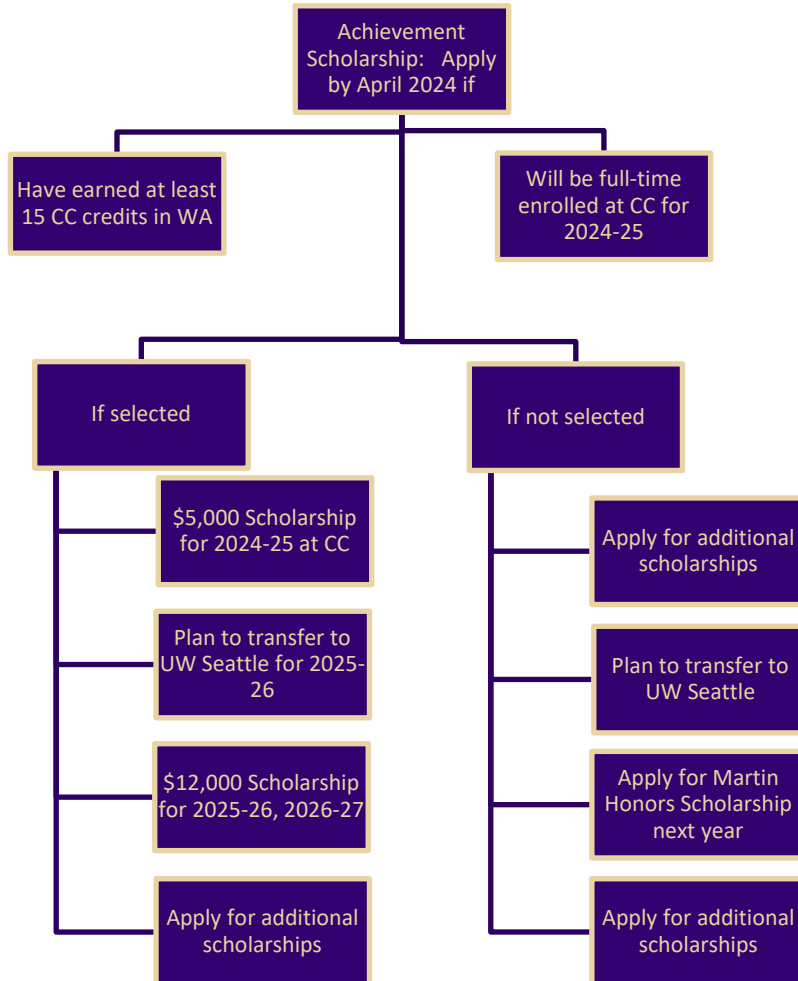 Achievement
Scholarship: Apply
by April 2024 if
Have earned at least
15 CC credits in WA
Will be full-time
enrolled at CC for
2024-25
If selected
$5,000 Scholarship
for 2024-25 at CC
Plan to transfer to
UW Seattle for 2025-
26
$12,000 Scholarship
for 2025-26, 2026-27
Apply for additional
scholarships
If not selected
Apply for additional
scholarships
Plan to transfer to
UW Seattle
Apply for Martin
Honors Scholarship
next year
Apply for additional
scholarships